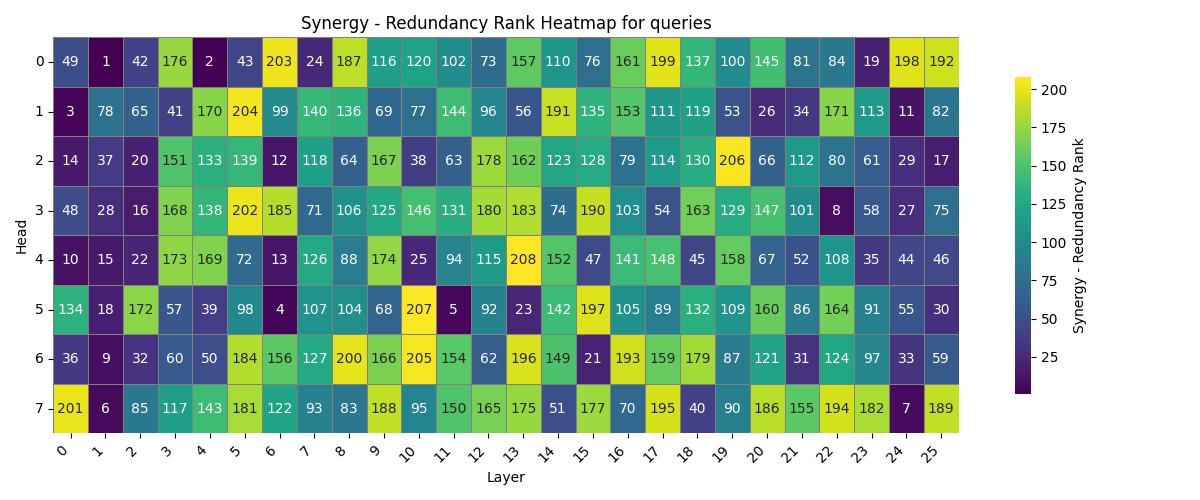 Synergy - Redundancy Rank Heatmap for queries
Head
0 49 1 42 176 2 43 203 24 187 116 120 102 73 157 110 76 161 199 137 100 145 81 84 19 198 192
1 3 78 65 41 170 204 99 140 136 69 77 144 96 56 191 135 153 111 119 53 26 34 171 113 11 82
2 14 37 20 151 133 139 12 118 64 167 38 63 178 162 123 128 79 114 130 206 66 112 80 61 29 17
3 48 28 16 168 138 202 185 71 106 125 146 131 180 183 74 190 103 54 163 129 147 101 8 58 27 75
4 10 15 22 173 169 72 13 126 88 174 25 94 115 208 152 47 141 148 45 158 67 52 108 35 44 46
5 134 18 172 57 39 98 4 107 104 68 207 5 92 23 142 197 105 89 132 109 160 86 164 91 55 30
6 36 9 32 60 50 184 156 127 200 166 205 154 62 196 149 21 193 159 179 87 121 31 124 97 33 59
7 201 6 85 117 143 181 122 93 83 188 95 150 165 175 51 177 70 195 40 90 186 155 194 182 7 189
0 1 2 3 4 5 6 7 8 9 10 11 12 13 14 15 16 17 18 19 20 21 22 23 24 25
Layer
200
175
150
125
100
75
50
25
Synergy - Redundancy Rank